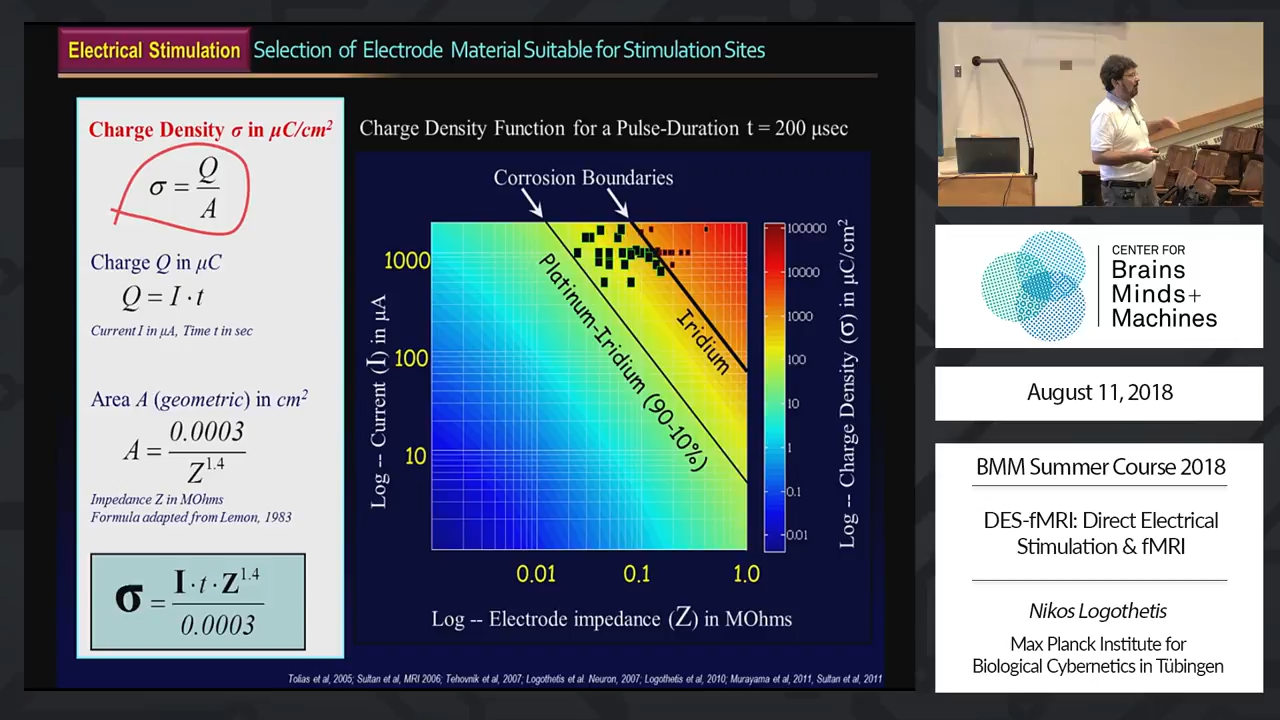 Electrical Stimulation Selection of Electrode Material Suitable for Stimulation Sites
Charge Density σ in µC/cm²
σ = Q / A
Charge Q in µC
Q = I · t
Current I in µA, Time t in sec
Area A (geometric) in cm²
A = 0.0003 / Z^1.4
Impedance Z in MOhms
Formula adapted from Lemon, 1983
σ = I · t · Z^1.4 / 0.0003
Charge Density Function for a Pulse-Duration t = 200 µsec
Corrosion Boundaries
Log -- Current (I) in µA
1000
100
10
Platinum-Iridium (90-10%)
Iridium
0.01 0.1 1.0
Log -- Electrode impedance (Z) in MOhms
100000
10000
1000
100
10
1
0.1
0.01
Log -- Charge Density (σ) in µC/cm²
Tolias et al, 2005; Sultan et al, MRI 2006; Tehovnik et al, 2007; Logothetis et al. Neuron, 2007; Logothetis et al, 2010; Murayama et al, 2011, Sultan et al, 2011
CENTER FOR
Brains
Minds+
Machines
August 11, 2018
BMM Summer Course 2018
DES-fMRI: Direct Electrical
Stimulation & fMRI
Nikos Logothetis
Max Planck Institute for
Biological Cybernetics in Tübingen